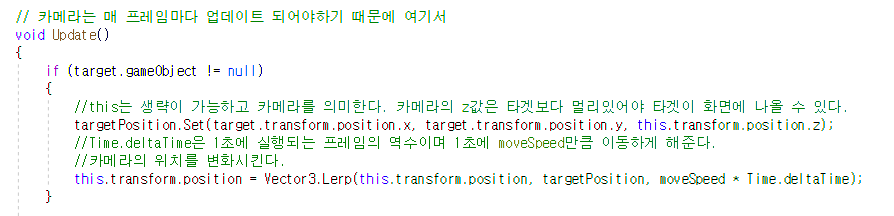 // 카메라는 매 프레임마다 업데이트 되어야하기 때문에 여기서
void Update()
{
if (target.gameObject != null)
{
//this는 생략이 가능하고 카메라를 의미한다. 카메라의 z값은 타겟보다 멀리있어야 타겟이 화면에 나올 수 있다.
targetPosition.Set(target.transform.position.x, target.transform.position.y, this.transform.position.z);
//Time.deltaTime은 1초에 실행되는 프레임의 역수이며 1초에 moveSpeed만큼 이동하게 해준다.
//카메라의 위치를 변화시킨다.
this.transform.position = Vector3.Lerp(this.transform.position, targetPosition, moveSpeed * Time.deltaTime);
}